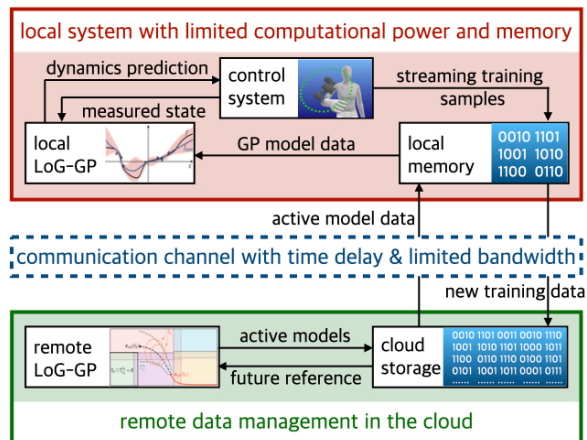 local system with limited computational power and memory
dynamics prediction
control
system
streaming training
samples
measured state
local
LoG-GP
GP model data
local
memory
0010 1101
1001 1010
1100 0110
active model data
communication channel with time delay & limited bandwidth
new training data
remote
LoG-GP
active models
future reference
cloud
storage
0010 1101 0011 0010 1110
1001 1010 1101 1000 1011
1100 0110 1110 0100 1101
0101 0101 1011 0001 0111
...... ...... ...... ...... ......
remote data management in the cloud